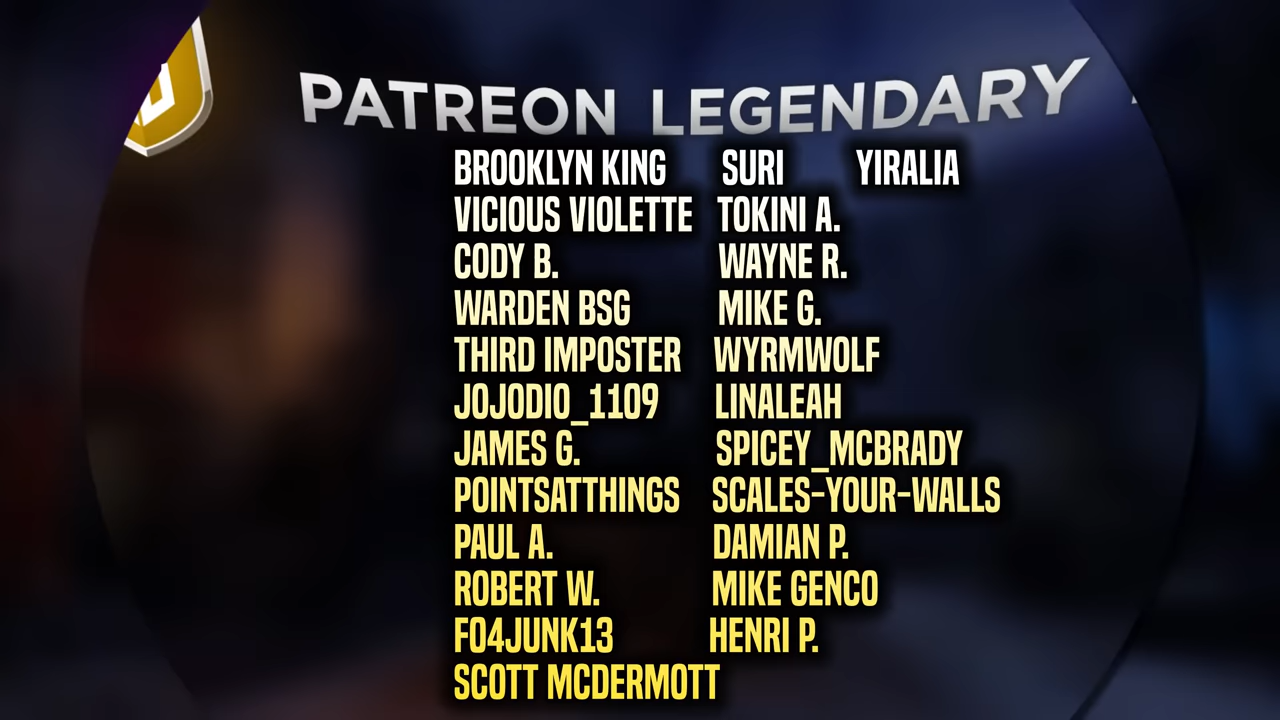 PATREON LEGENDARY
BROOKLYN KING SURI YIRALIA
VICIOUS VIOLETTE TOKINI A.
CODY B. WAYNE R.
WARDEN BSG MIKE G.
THIRD IMPOSTER WYRMWOLF
JOJODIO_1109 LINALEAH
JAMES G. SPICEY_MCBRADY
POINTSATTHINGS SCALES-YOUR-WALLS
PAUL A. DAMIAN P.
ROBERT W. MIKE GENCO
FO4JUNK13 HENRI P.
SCOTT MCDERMOTT